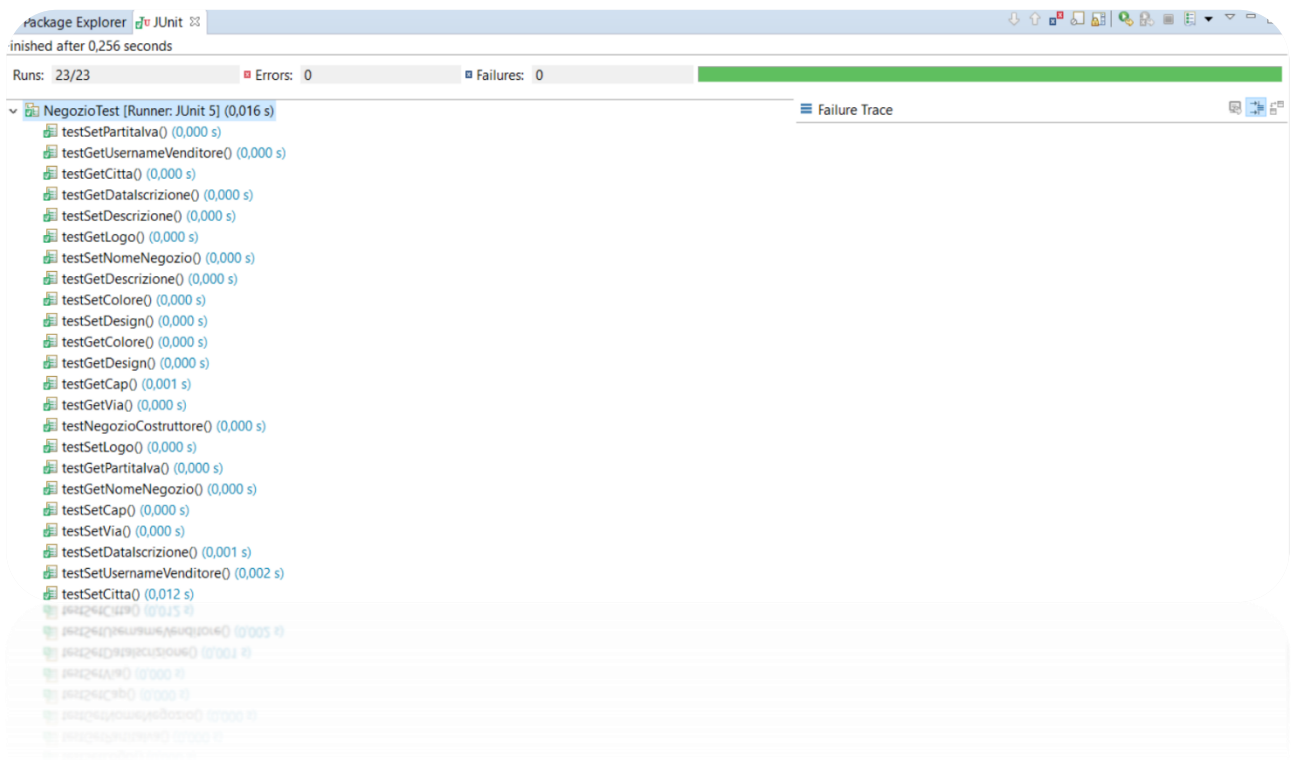 Package Explorer JUnit
inished after 0,256 seconds
Runs: 23/23 Errors: 0 Failures: 0
NegozioTest [Runner: JUnit 5] (0,016 s)
Failure Trace
testSetPartitaIva() (0,000 s)
testGetUsernameVenditore() (0,000 s)
testGetCitta() (0,000 s)
testGetDataIscrizione() (0,000 s)
testSetDescrizione() (0,000 s)
testGetLogo() (0,000 s)
testSetNomeNegozio() (0,000 s)
testGetDescrizione() (0,000 s)
testSetColore() (0,000 s)
testSetDesign() (0,000 s)
testGetColore() (0,000 s)
testGetDesign() (0,000 s)
testGetCap() (0,001 s)
testGetVia() (0,000 s)
testNegozioCostruttore() (0,000 s)
testSetLogo() (0,000 s)
testGetPartitaIva() (0,000 s)
testGetNomeNegozio() (0,000 s)
testSetCap() (0,000 s)
testSetVia() (0,000 s)
testSetDataIscrizione() (0,001 s)
testSetUsernameVenditore() (0,002 s)
testSetCitta() (0,012 s)